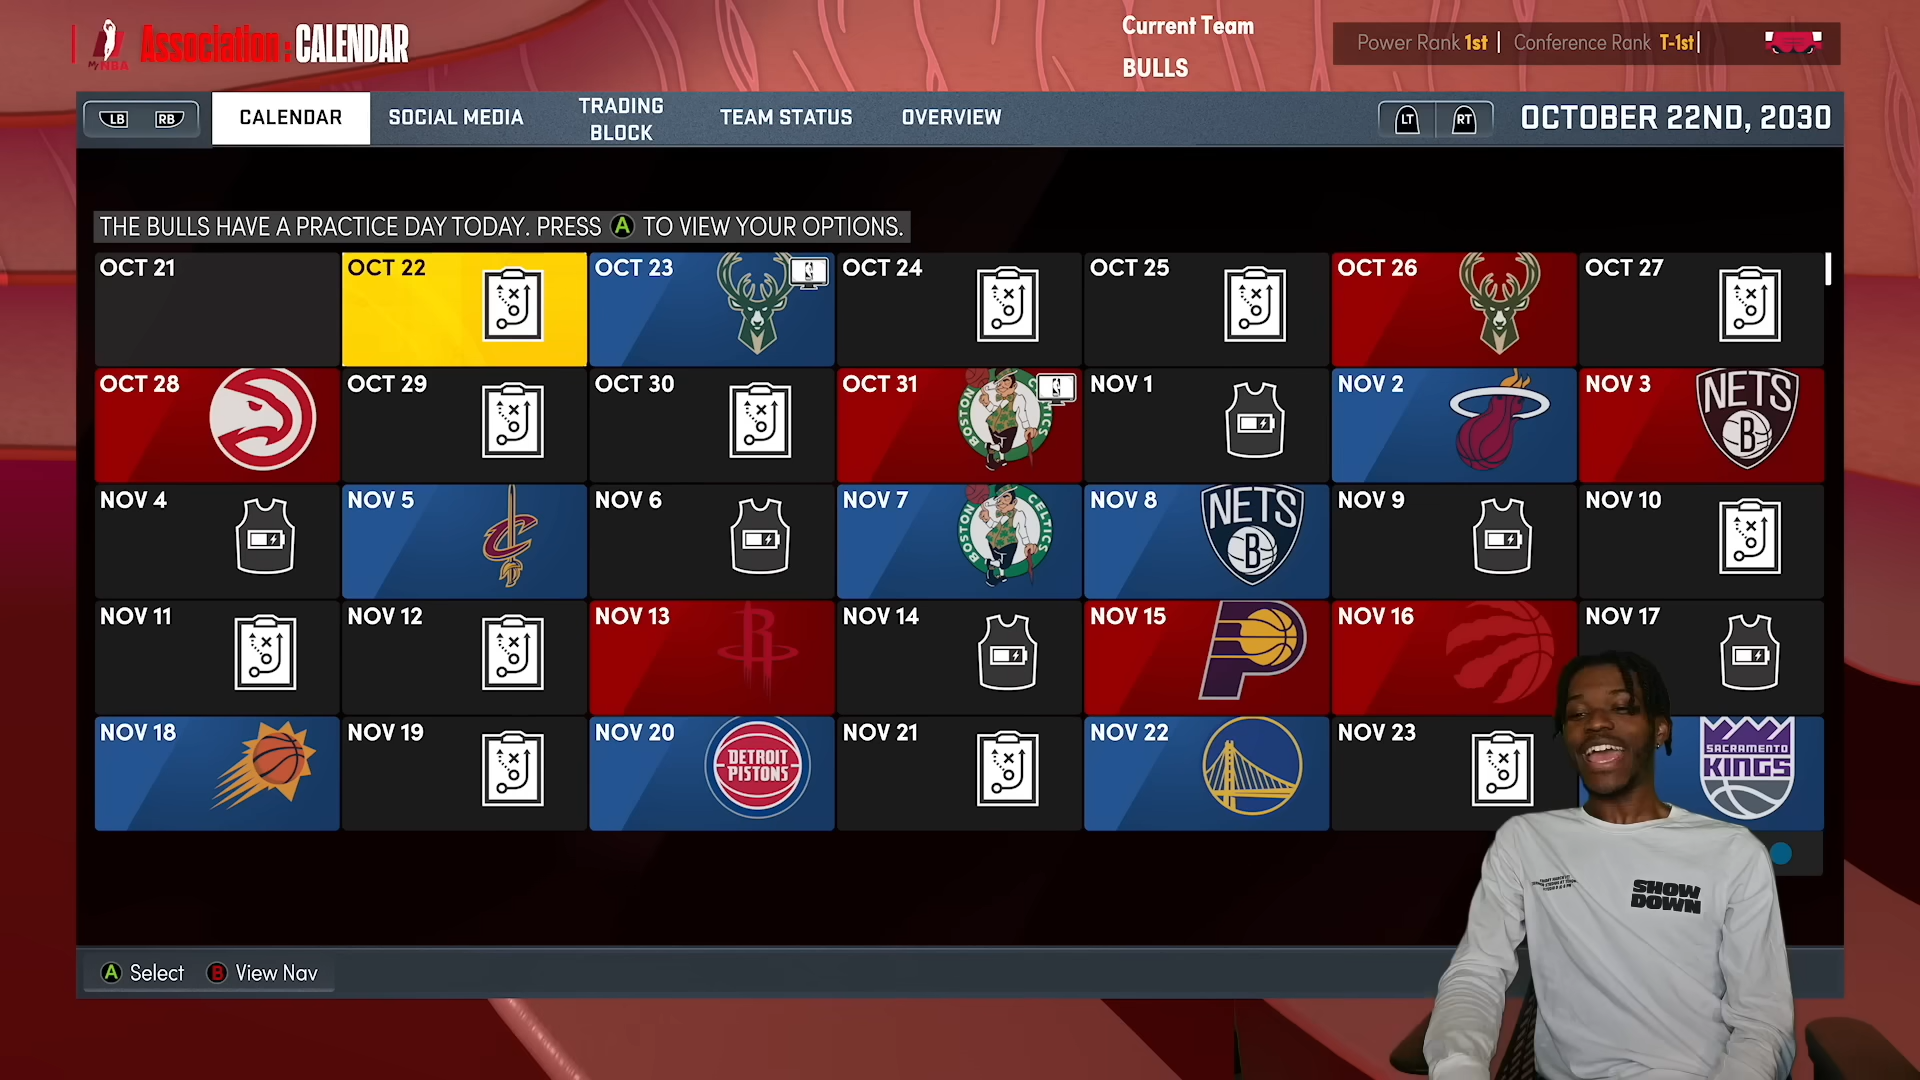 Association: CALENDAR
MyNBA
Current Team
BULLS
Power Rank 1st | Conference Rank T-1st |
LB RB
CALENDAR
SOCIAL MEDIA
TRADING
BLOCK
TEAM STATUS
OVERVIEW
LT RT
OCTOBER 22ND, 2030
THE BULLS HAVE A PRACTICE DAY TODAY. PRESS A TO VIEW YOUR OPTIONS.
OCT 21
OCT 22
OCT 23
OCT 24
OCT 25
OCT 26
OCT 27
OCT 28
OCT 29
OCT 30
OCT 31
BOSTON CELTICS
NOV 1
NOV 2
NOV 3
NETS
B
NOV 4
NOV 5
C
NOV 6
NOV 7
BOSTON CELTICS
NOV 8
NETS
B
NOV 9
NOV 10
NOV 11
NOV 12
NOV 13
R
NOV 14
NOV 15
P
NOV 16
NOV 17
NOV 18
NOV 19
NOV 20
DETROIT
PISTONS
NOV 21
NOV 22
NOV 23
SACRAMENTO
KINGS
SHOW
DOWN
A Select B View Nav